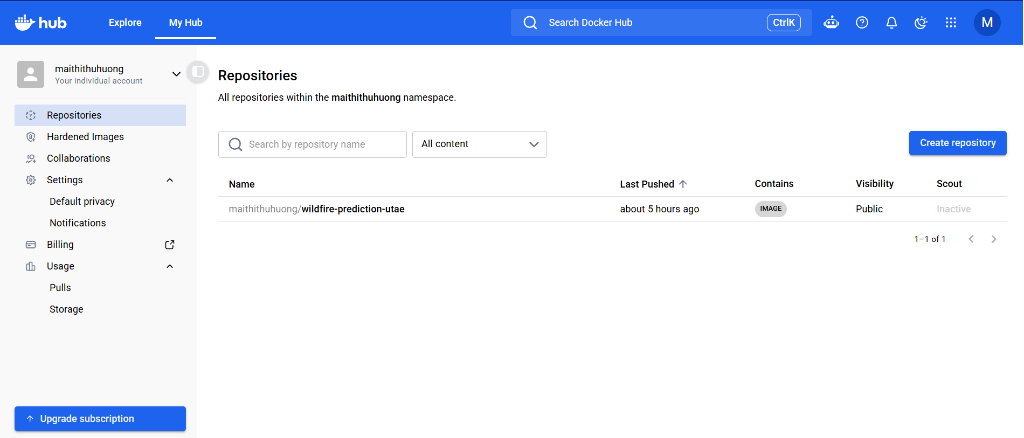 hub Explore My Hub Search Docker Hub CtrlK M
maithithuhuong
Your individual account
Repositories
Hardened Images
Collaborations
Settings
Default privacy
Notifications
Billing
Usage
Pulls
Storage
Upgrade subscription
Repositories
All repositories within the maithithuhuong namespace.
Search by repository name All content Create repository
Name Last Pushed Contains Visibility Scout
maithithuhuong/wildfire-prediction-utae about 5 hours ago IMAGE Public Inactive
1–1 of 1